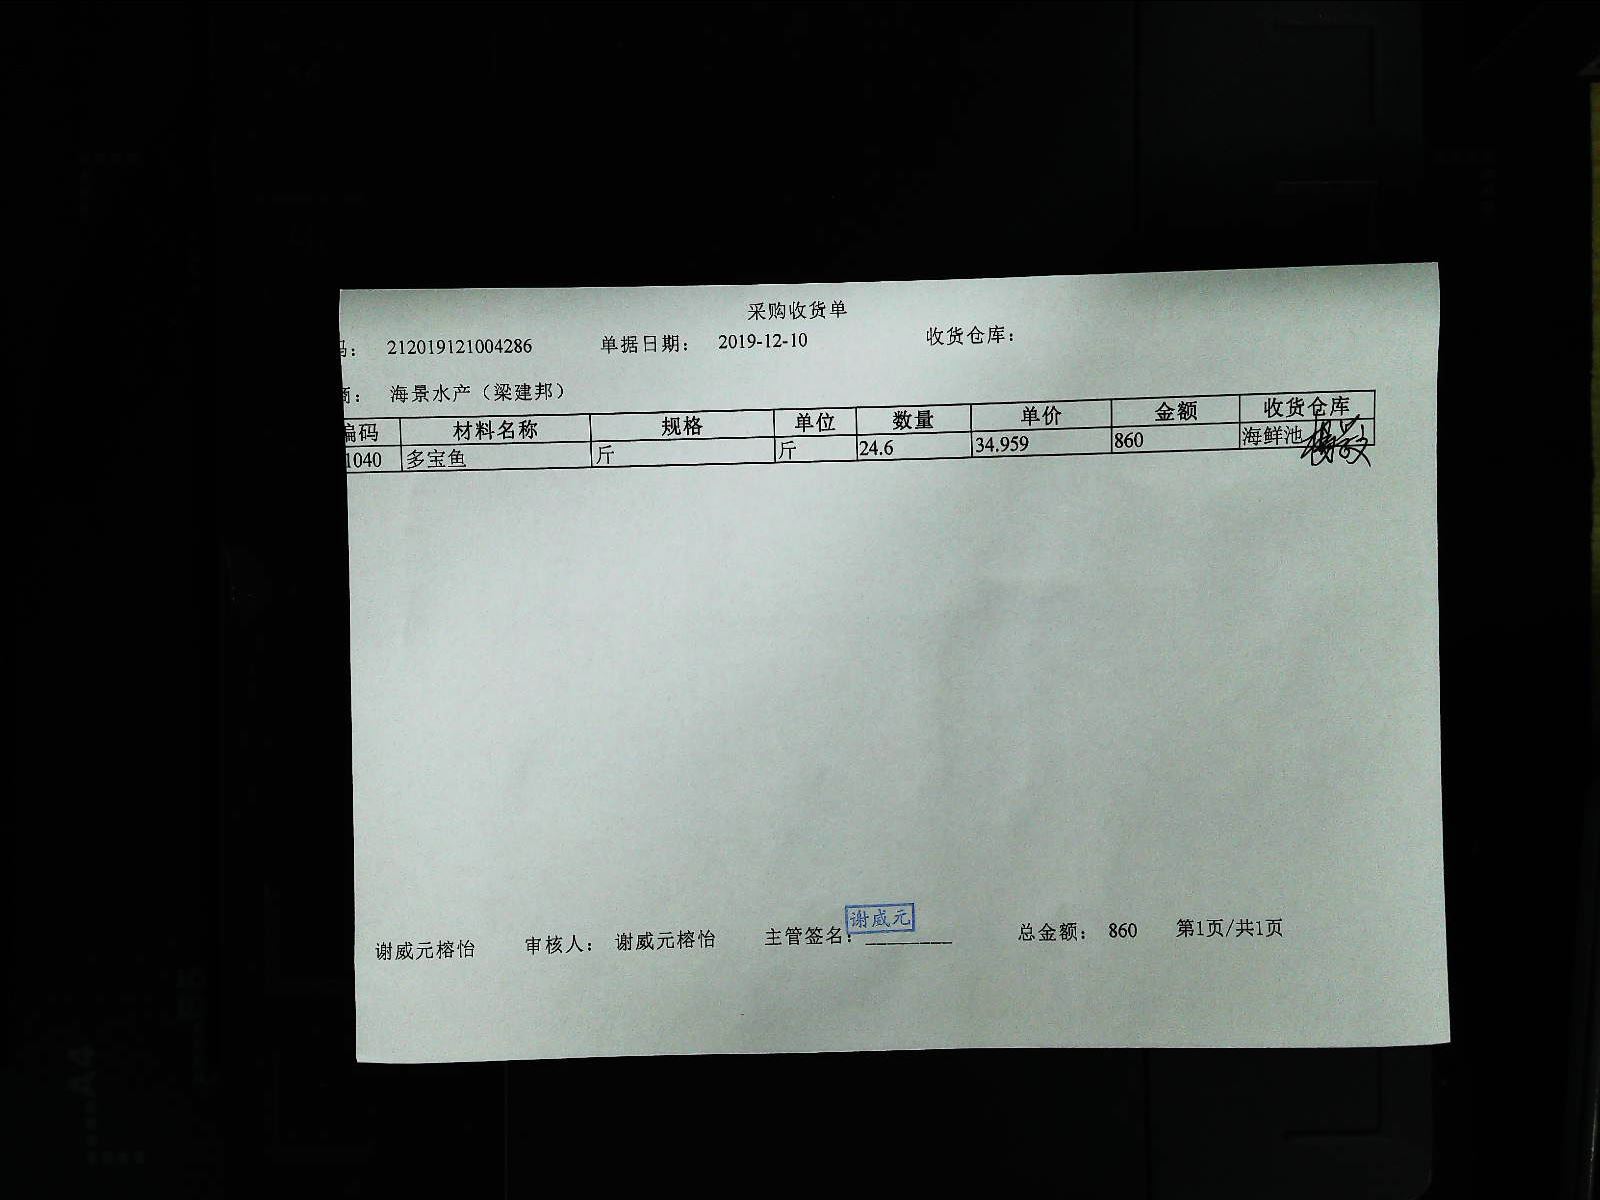 采购收货单
码： 212019121004286 单据日期： 2019-12-10 收货仓库：
商： 海景水产（梁建邦）
编码 材料名称 规格 单位 数量 单价 金额 收货仓库
1040 多宝鱼 斤 斤 24.6 34.959 860 海鲜池
谢威元
谢威元榕怡 审核人： 谢威元榕怡 主管签名： 总金额： 860 第1页/共1页
A4